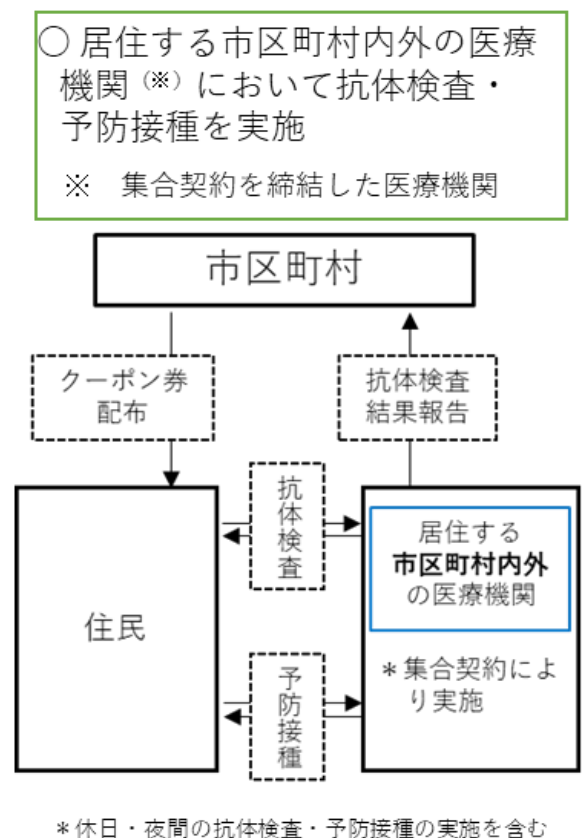 ○ 居住する市区町村内外の医療
機関（※）において抗体検査・
予防接種を実施
※　集合契約を締結した医療機関
市区町村
クーポン券
配布
抗体検査
結果報告
抗体検査
居住する
市区町村内外
の医療機関
住民
＊集合契約によ
り実施
予防接種
＊休日・夜間の抗体検査・予防接種の実施を含む